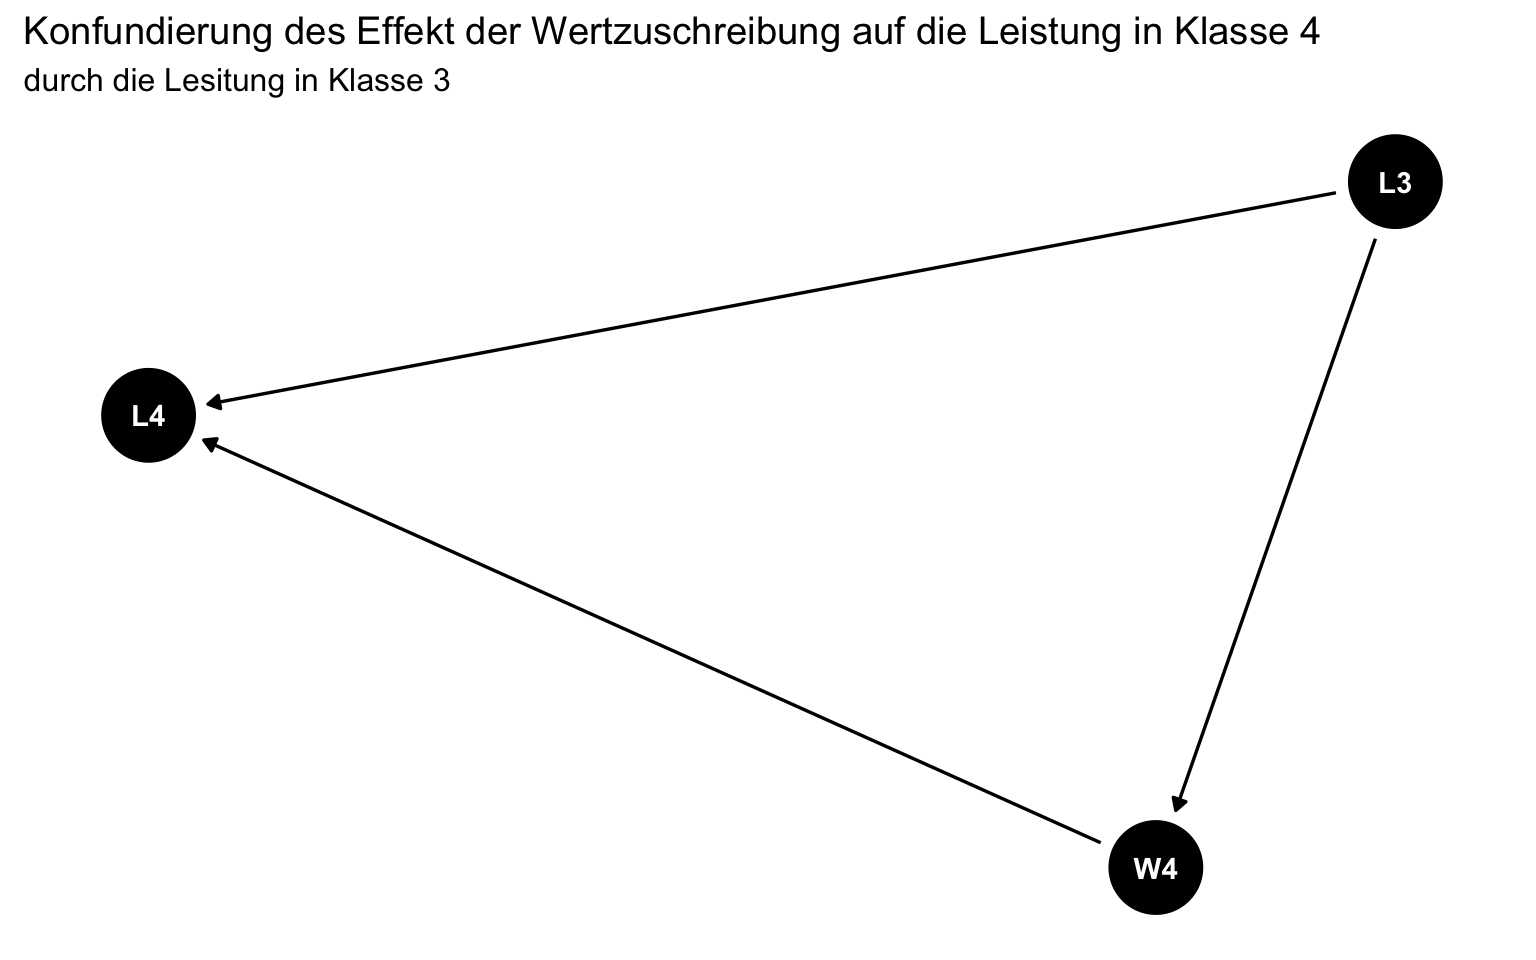 Konfundierung des Effekt der Wertzuschreibung auf die Leistung in Klasse 4
durch die Lesitung in Klasse 3
L3
L4
W4